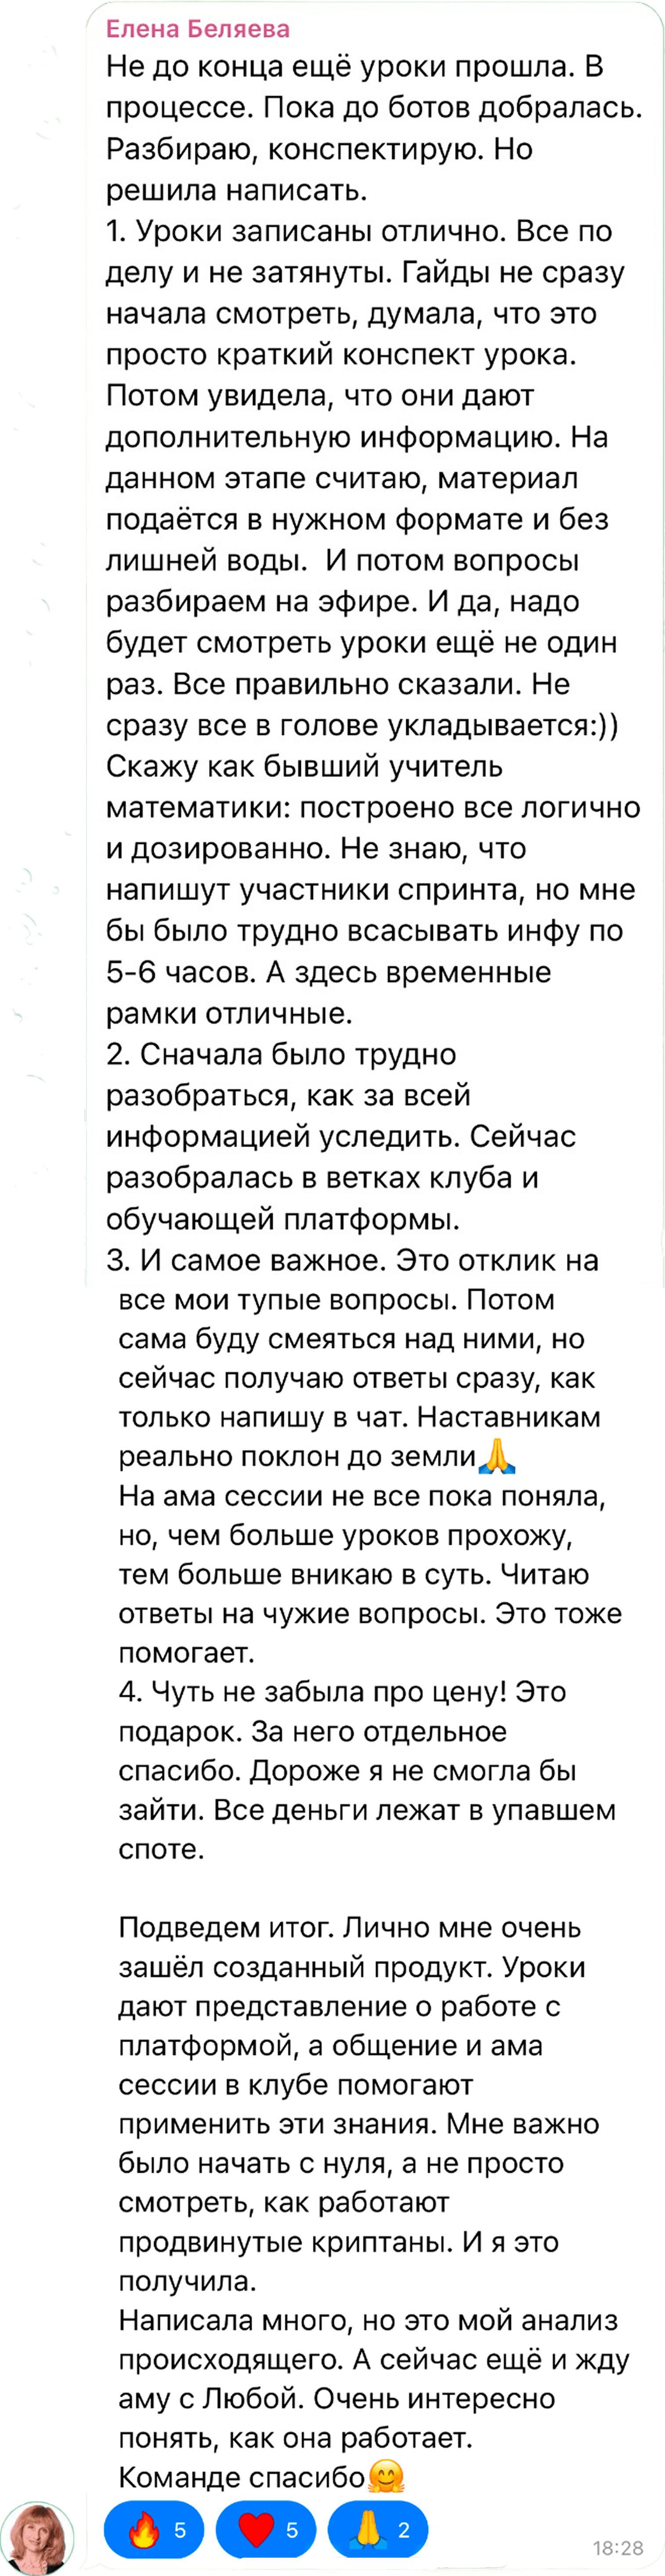 Елена Беляева
Не до конца ещё уроки прошла. В
процессе. Пока до ботов добралась.
Разбираю, конспектирую. Но
решила написать.
1. Уроки записаны отлично. Все по
делу и не затянуты. Гайды не сразу
начала смотреть, думала, что это
просто краткий конспект урока.
Потом увидела, что они дают
дополнительную информацию. На
данном этапе считаю, материал
подаётся в нужном формате и без
лишней воды.  И потом вопросы
разбираем на эфире. И да, надо
будет смотреть уроки ещё не один
раз. Все правильно сказали. Не
сразу все в голове укладывается:))
Скажу как бывший учитель
математики: построено все логично
и дозированно. Не знаю, что
напишут участники спринта, но мне
бы было трудно всасывать инфу по
5-6 часов. А здесь временные
рамки отличные.
2. Сначала было трудно
разобраться, как за всей
информацией уследить. Сейчас
разобралась в ветках клуба и
обучающей платформы.
3. И самое важное. Это отклик на
все мои тупые вопросы. Потом
сама буду смеяться над ними, но
сейчас получаю ответы сразу, как
только напишу в чат. Наставникам
реально поклон до земли🙏
На ама сессии не все пока поняла,
но, чем больше уроков прохожу,
тем больше вникаю в суть. Читаю
ответы на чужие вопросы. Это тоже
помогает.
4. Чуть не забыла про цену! Это
подарок. За него отдельное
спасибо. Дороже я не смогла бы
зайти. Все деньги лежат в упавшем
споте.
Подведем итог. Лично мне очень
зашёл созданный продукт. Уроки
дают представление о работе с
платформой, а общение и ама
сессии в клубе помогают
применить эти знания. Мне важно
было начать с нуля, а не просто
смотреть, как работают
продвинутые криптаны. И я это
получила.
Написала много, но это мой анализ
происходящего. А сейчас ещё и жду
аму с Любой. Очень интересно
понять, как она работает.
Команде спасибо🤗
🔥 5 ❤️ 5 🙏 2
18:28